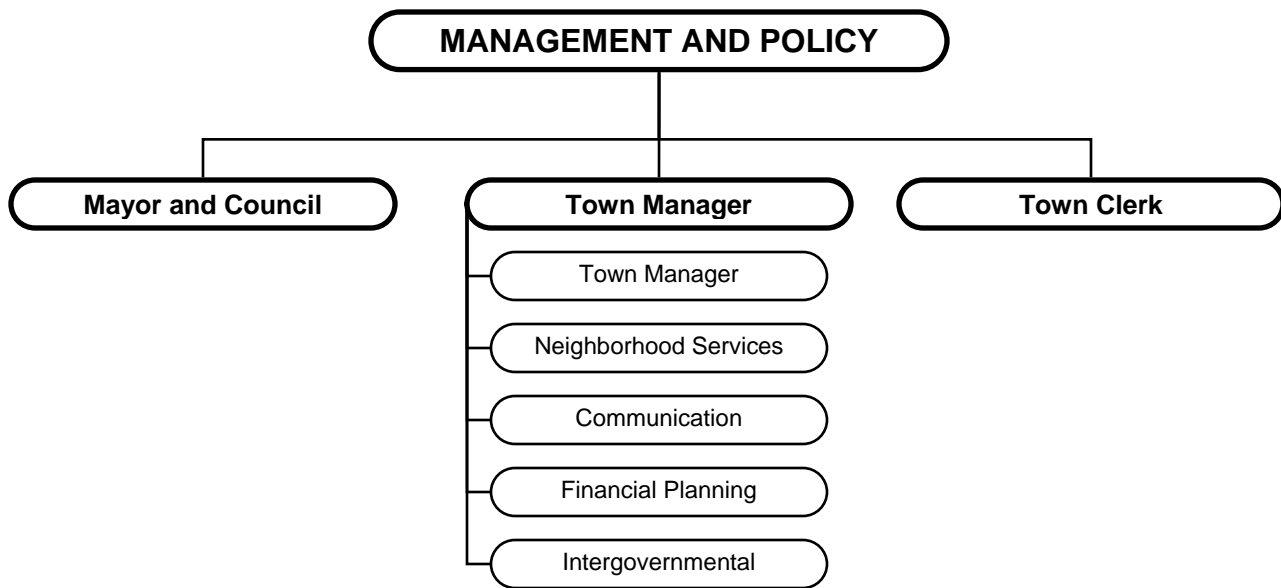 MANAGEMENT AND POLICY
Mayor and Council
Town Manager
Town Clerk
Town Manager
Neighborhood Services
Communication
Financial Planning
Intergovernmental